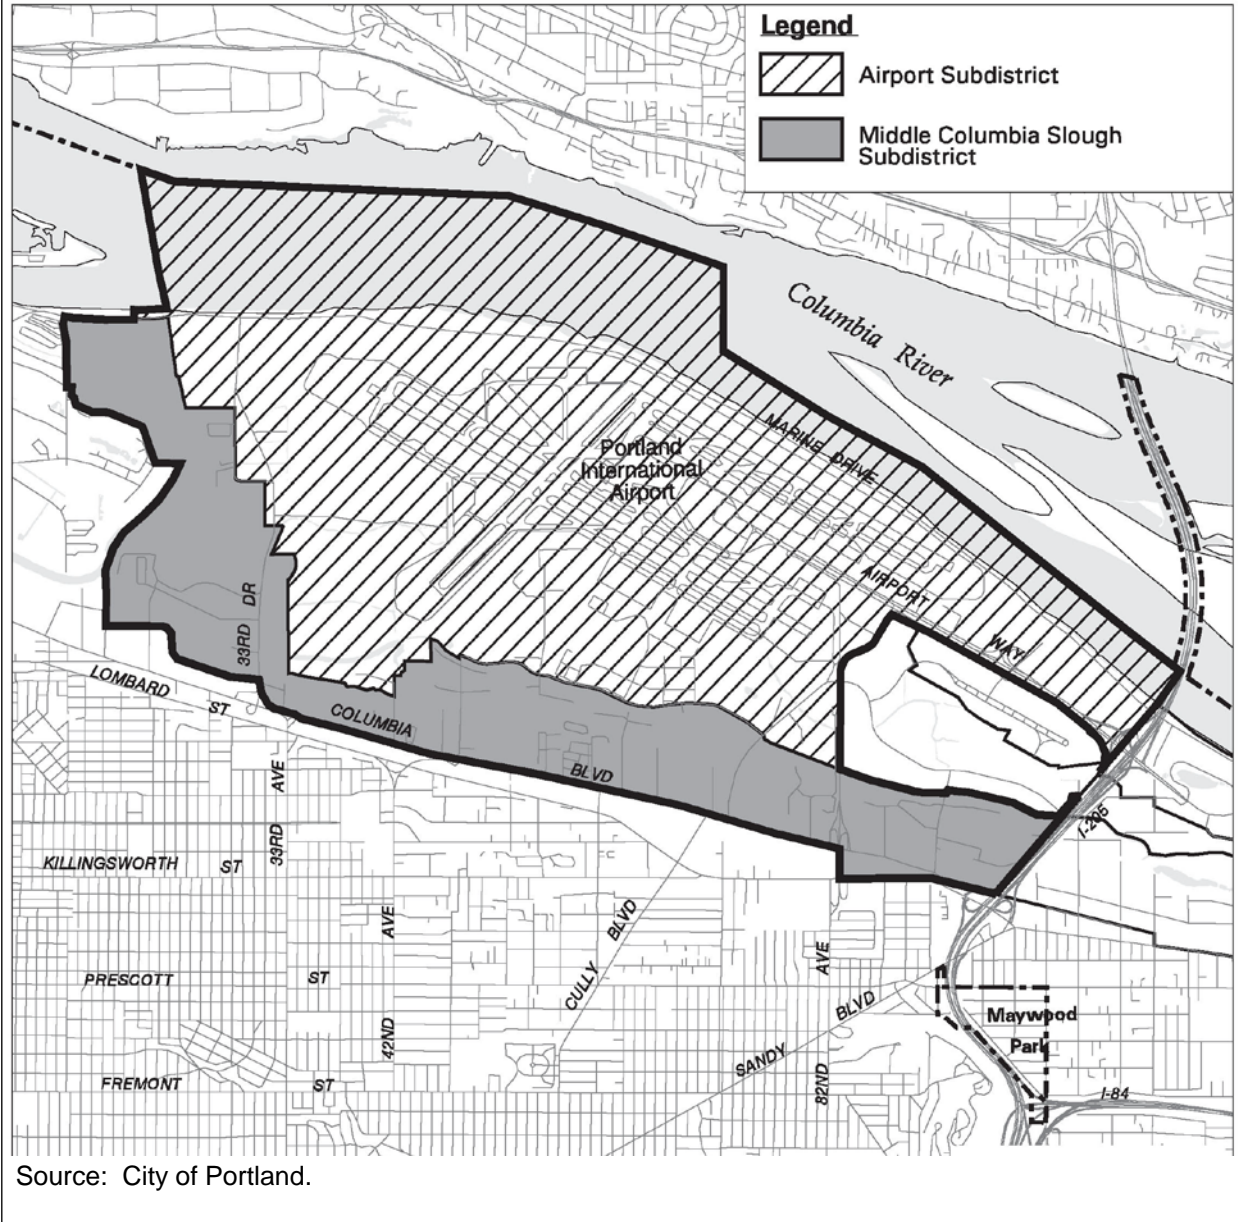 Legend
Airport Subdistrict
Middle Columbia Slough
Subdistrict
Columbia River
MARINE DRIVE
Portland
International
Airport
AIRPORT WAY
33RD DR
LOMBARD ST
COLUMBIA BLVD
I-205
33RD AVE
KILLINGSWORTH ST
42ND AVE
CULLY BLVD
82ND AVE
PRESCOTT ST
SANDY BLVD
Maywood
Park
FREMONT ST
I-84
Source: City of Portland.